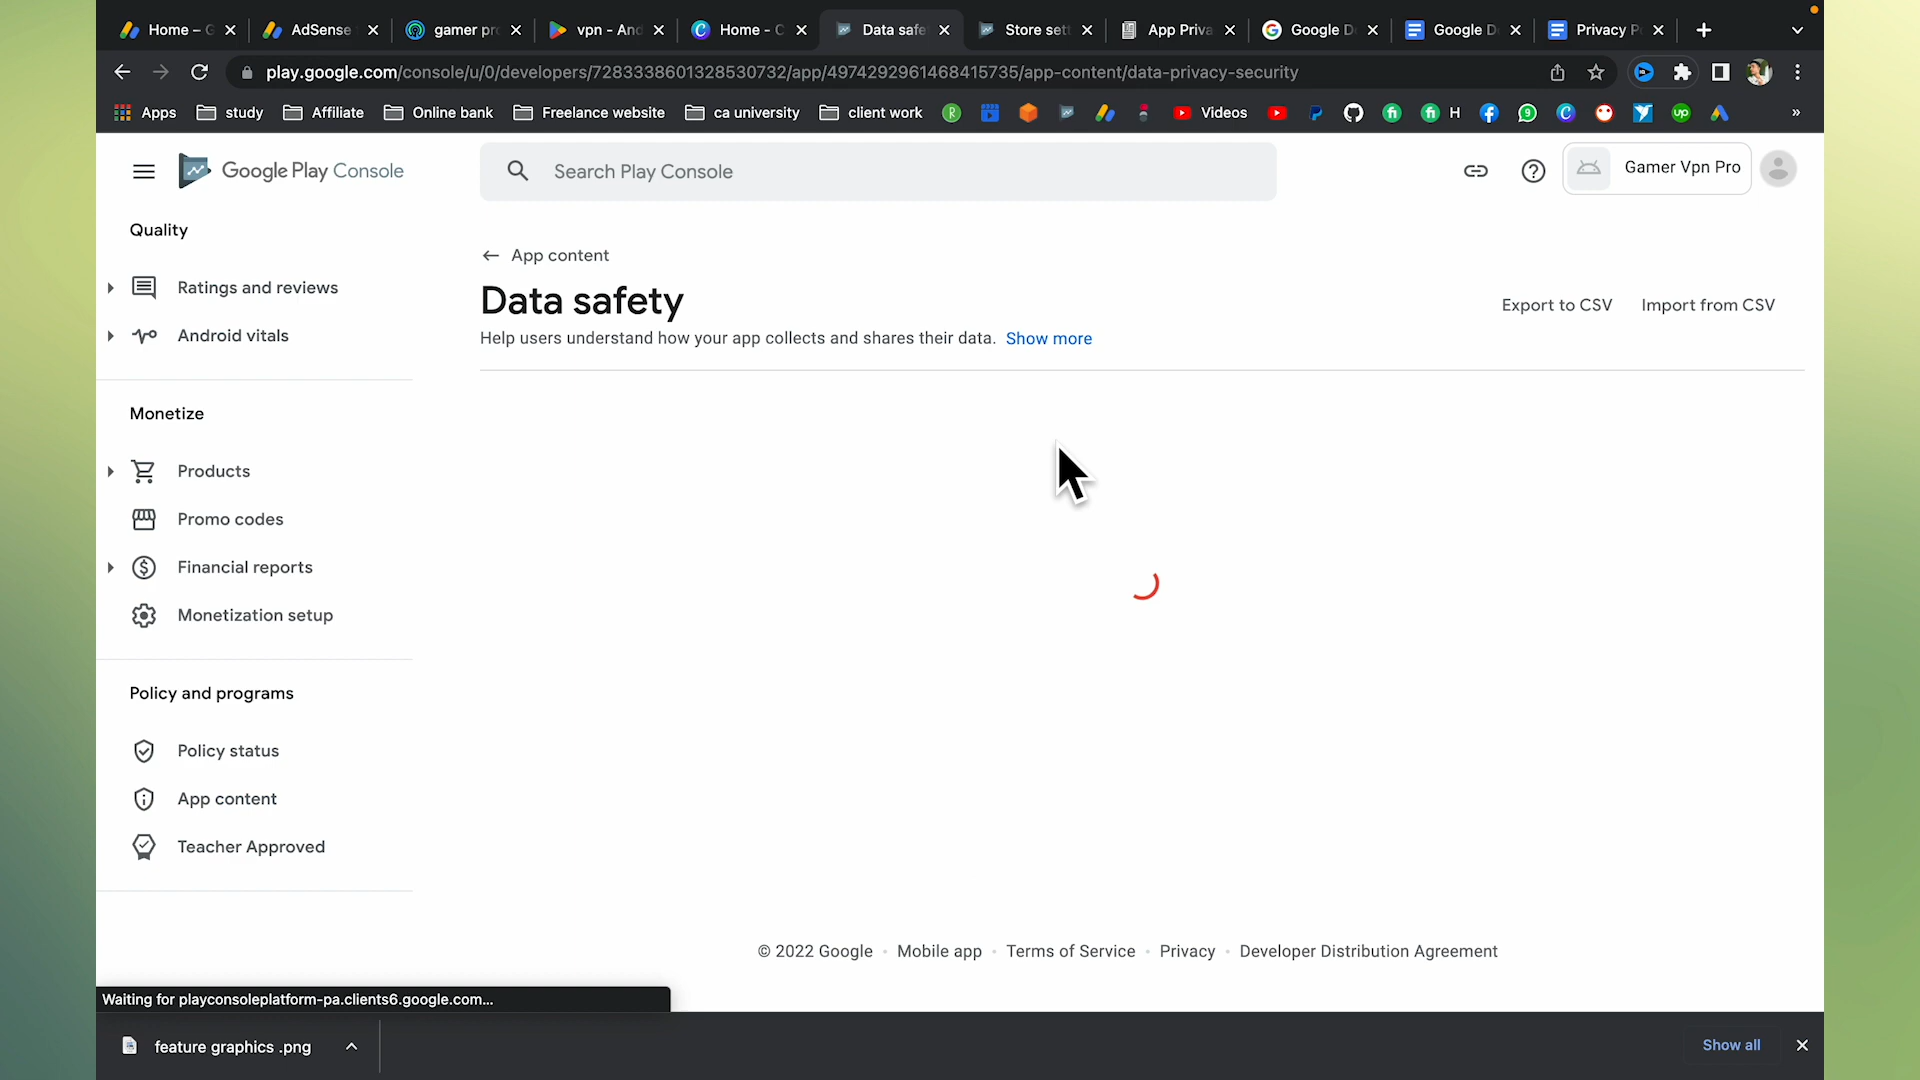 Home – G
AdSense
gamer pr
vpn - And
Home - C
Data safe
Store set
App Priva
Google D
Google D
Privacy P
play.google.com/console/u/0/developers/7283338601328530732/app/4974292961468415735/app-content/data-privacy-security
Apps
study
Affiliate
Online bank
Freelance website
ca university
client work
Videos
H
Google Play Console
Search Play Console
Gamer Vpn Pro
Quality
Ratings and reviews
Android vitals
Monetize
Products
Promo codes
Financial reports
Monetization setup
Policy and programs
Policy status
App content
Teacher Approved
App content
Data safety
Export to CSV
Import from CSV
Help users understand how your app collects and shares their data. Show more
© 2022 Google · Mobile app · Terms of Service · Privacy · Developer Distribution Agreement
Waiting for playconsoleplatform-pa.clients6.google.com...
feature graphics .png
Show all